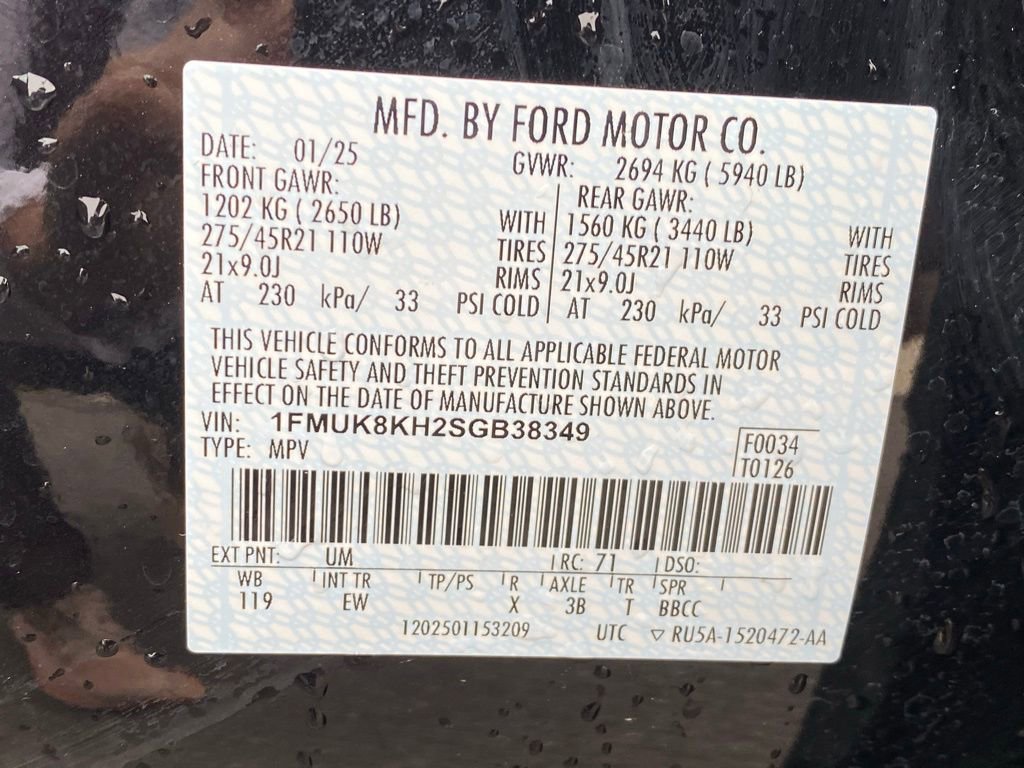 MFD. BY FORD MOTOR CO.
DATE: 01/25 GVWR: 2694 KG ( 5940 LB)
FRONT GAWR: REAR GAWR:
1202 KG ( 2650 LB) WITH 1560 KG ( 3440 LB) WITH
275/45R21 110W TIRES 275/45R21 110W TIRES
21x9.0J RIMS 21x9.0J RIMS
AT 230 kPa/ 33 PSI COLD AT 230 kPa/ 33 PSI COLD
THIS VEHICLE CONFORMS TO ALL APPLICABLE FEDERAL MOTOR
VEHICLE SAFETY AND THEFT PREVENTION STANDARDS IN
EFFECT ON THE DATE OF MANUFACTURE SHOWN ABOVE.
VIN: 1FMUK8KH2SGB38349
TYPE: MPV
F0034
T0126
EXT PNT: UM RC: 71 DSO:
WB INT TR TP/PS R AXLE TR SPR
119 EW X 3B T BBCC
1202501153209 UTC ▽ RU5A-1520472-AA